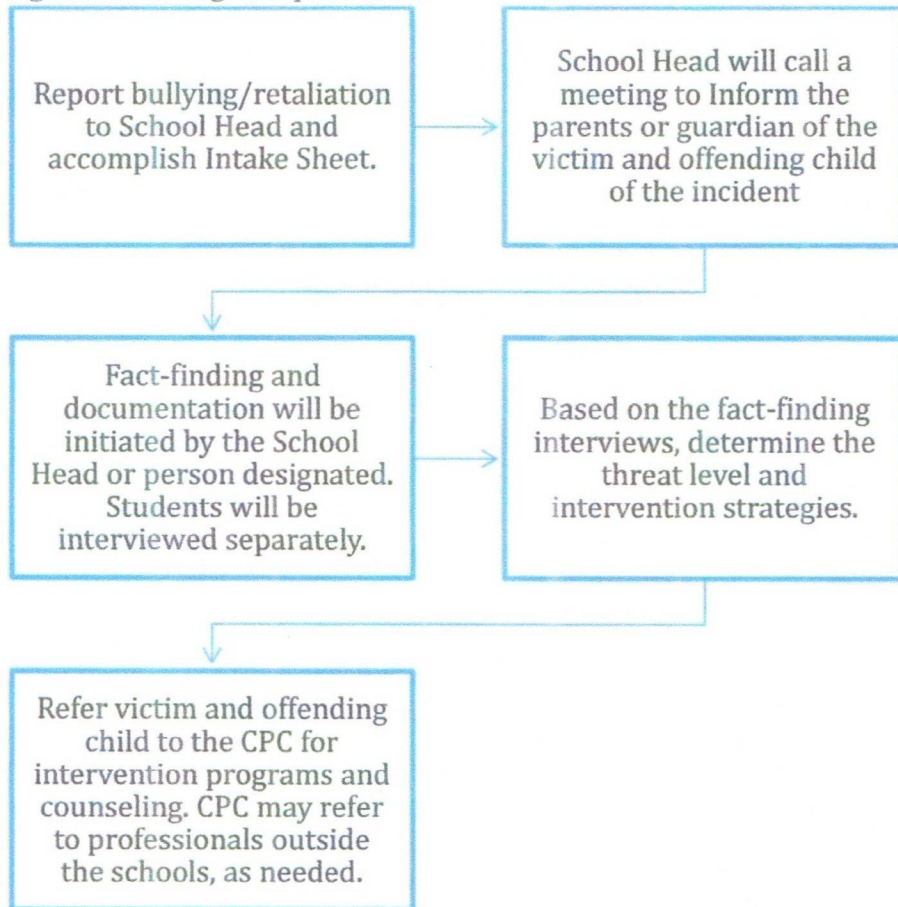 Report bullying/retaliation
to School Head and
accomplish Intake Sheet.
School Head will call a
meeting to Inform the
parents or guardian of the
victim and offending child
of the incident
Fact-finding and
documentation will be
initiated by the School
Head or person designated.
Students will be
interviewed separately.
Based on the fact-finding
interviews, determine the
threat level and
intervention strategies.
Refer victim and offending
child to the CPC for
intervention programs and
counseling. CPC may refer
to professionals outside
the schools, as needed.